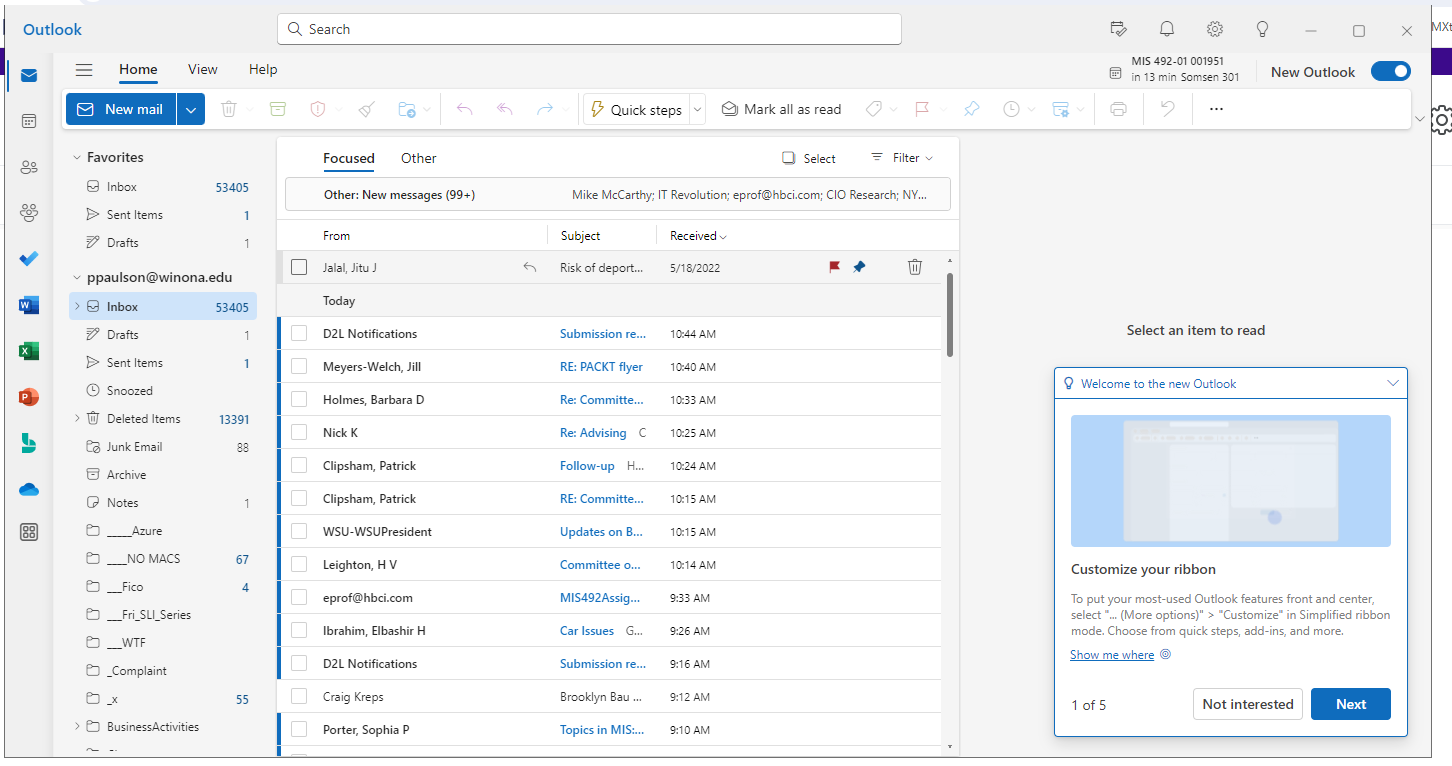 Outlook
Search
MXt
Home View Help
MIS 492-01 001951
in 13 min Somsen 301
New Outlook
New mail
Quick steps
Mark all as read
...
Favorites
Inbox 53405
Sent Items 1
Drafts 1
ppaulson@winona.edu
Inbox 53405
Drafts 1
Sent Items 1
Snoozed
Deleted Items 13391
Junk Email 88
Archive
Notes 1
_____Azure
____NO MACS 67
___Fico 4
___Fri_SLI_Series
___WTF
_Complaint
_x 55
BusinessActivities
Focused Other Select Filter
Other: New messages (99+) Mike McCarthy; IT Revolution; eprof@hbci.com; CIO Research; NY...
From Subject Received
Jalal, Jitu J Risk of deport... 5/18/2022
Today
D2L Notifications Submission re... 10:44 AM
Meyers-Welch, Jill RE: PACKT flyer 10:40 AM
Holmes, Barbara D Re: Committe... 10:33 AM
Nick K Re: Advising C 10:25 AM
Clipsham, Patrick Follow-up H... 10:24 AM
Clipsham, Patrick RE: Committe... 10:15 AM
WSU-WSUPresident Updates on B... 10:15 AM
Leighton, H V Committee o... 10:14 AM
eprof@hbci.com MIS492Assig... 9:33 AM
Ibrahim, Elbashir H Car Issues G... 9:26 AM
D2L Notifications Submission re... 9:16 AM
Craig Kreps Brooklyn Bau ... 9:12 AM
Porter, Sophia P Topics in MIS:... 9:10 AM
Select an item to read
Welcome to the new Outlook
Customize your ribbon
To put your most-used Outlook features front and center,
select "... (More options)" > "Customize" in Simplified ribbon
mode. Choose from quick steps, add-ins, and more.
Show me where
1 of 5
Not interested
Next